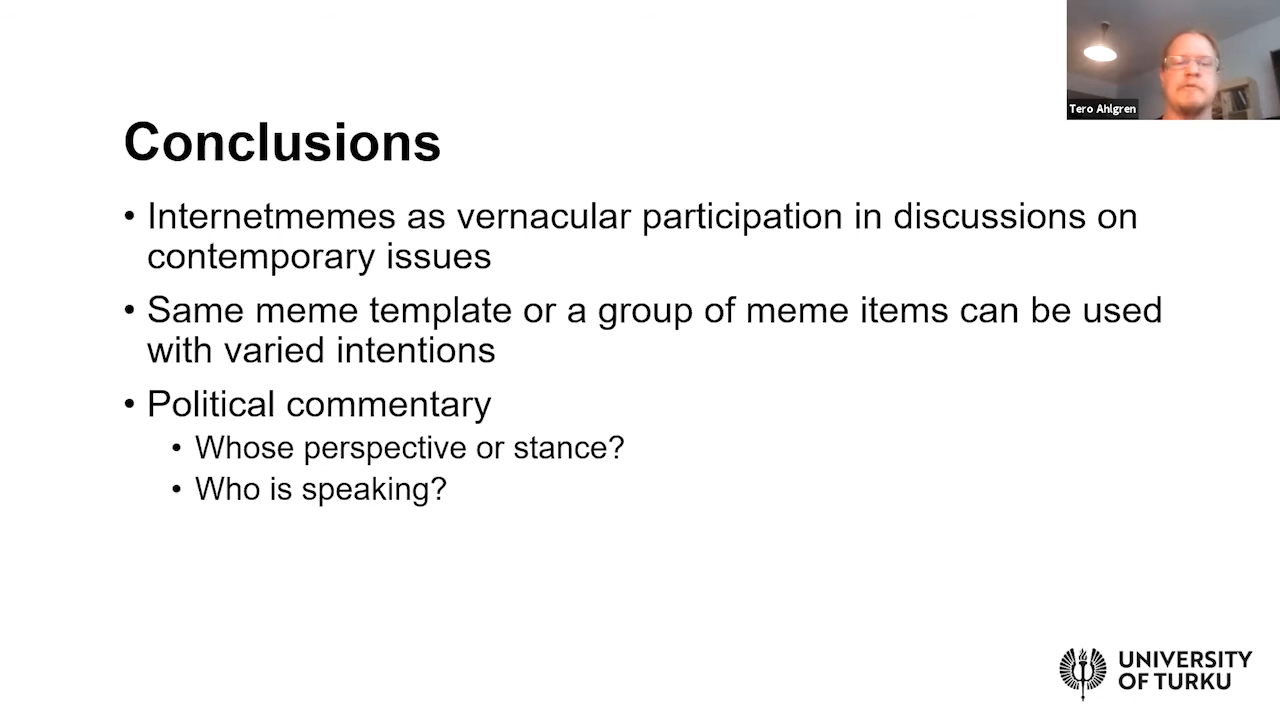 Tero Ahlgren
Conclusions
• Internetmemes as vernacular participation in discussions on
contemporary issues
• Same meme template or a group of meme items can be used
with varied intentions
• Political commentary
• Whose perspective or stance?
• Who is speaking?
UNIVERSITY
OF TURKU